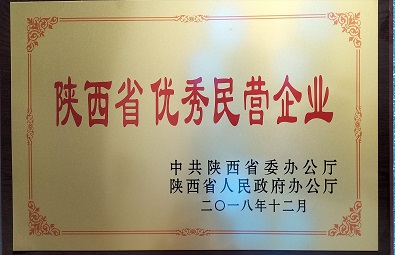 陕西省优秀民营企业
中共陕西省委办公厅
陕西省人民政府办公厅
二〇一八年十二月